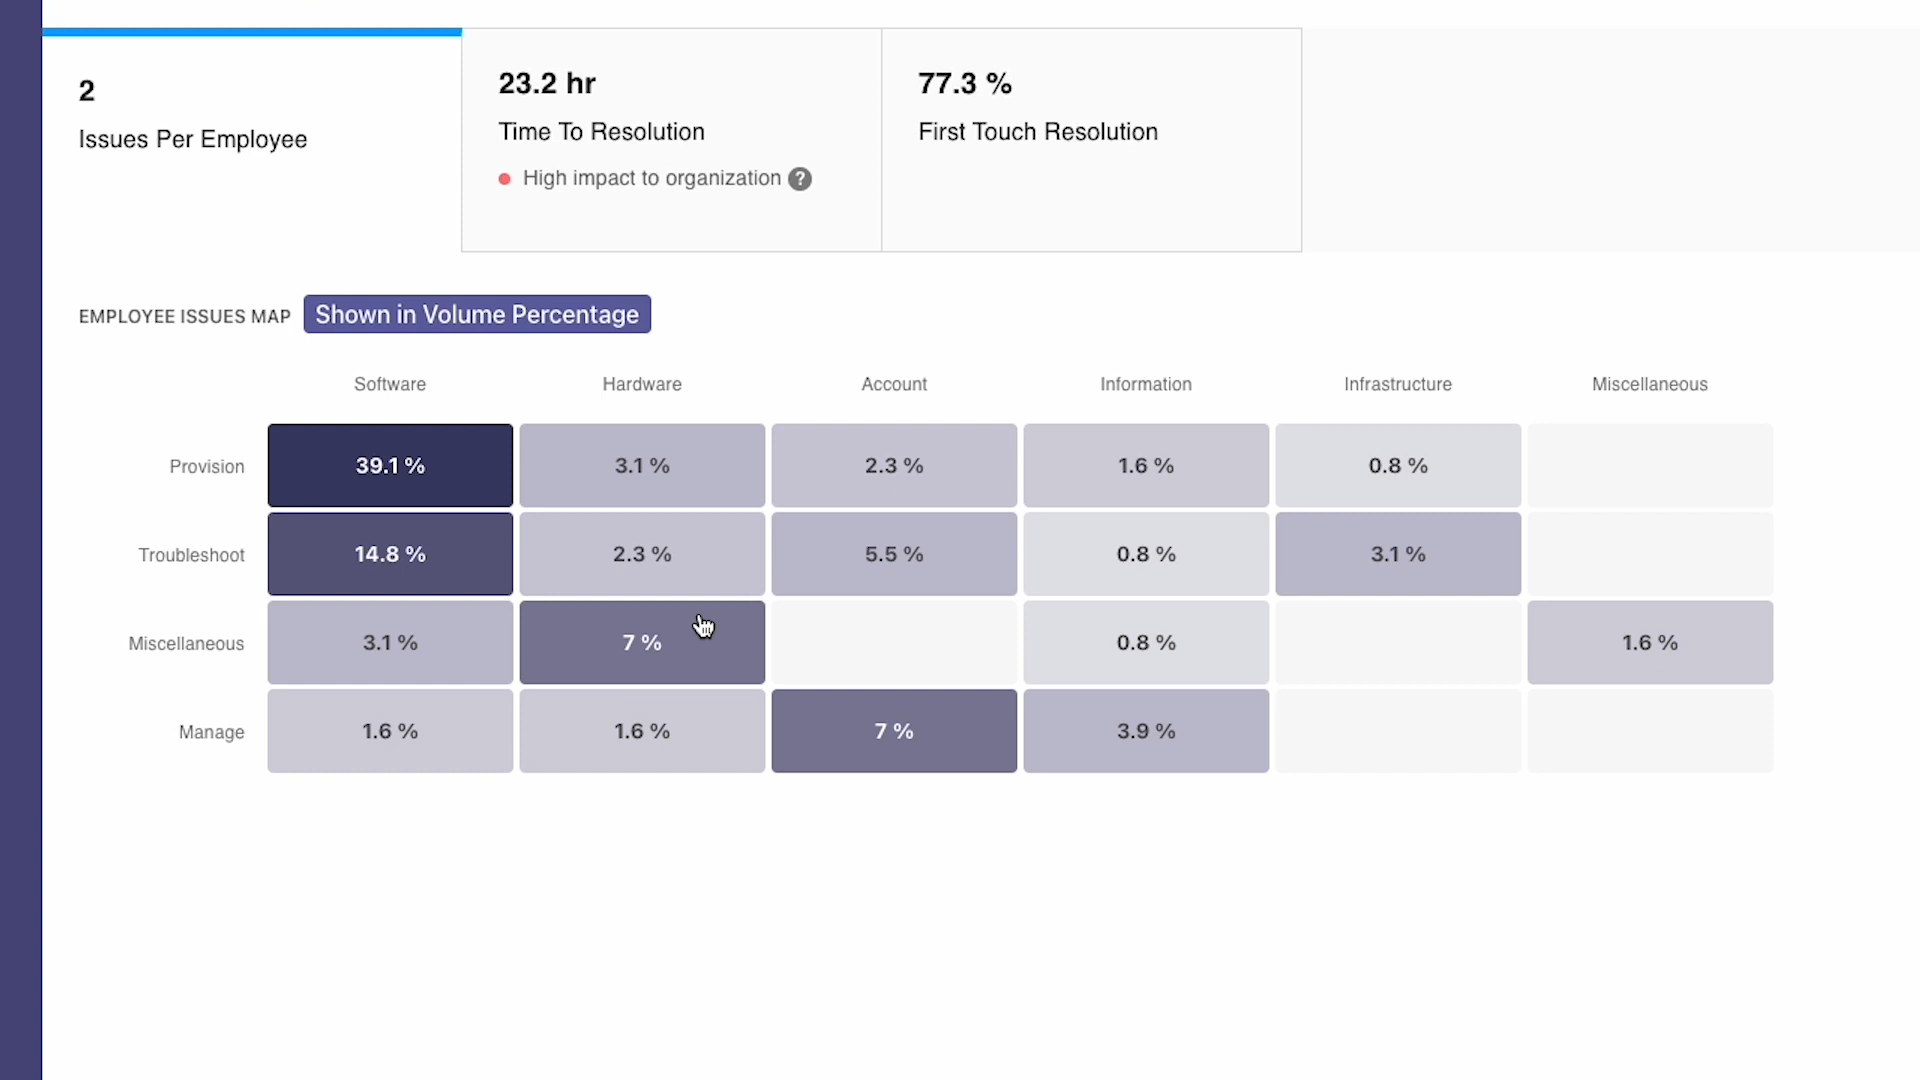 2
Issues Per Employee
23.2 hr
Time To Resolution
High impact to organization ?
77.3 %
First Touch Resolution
EMPLOYEE ISSUES MAP Shown in Volume Percentage
Software Hardware Account Information Infrastructure Miscellaneous
Provision 39.1 % 3.1 % 2.3 % 1.6 % 0.8 %
Troubleshoot 14.8 % 2.3 % 5.5 % 0.8 % 3.1 %
Miscellaneous 3.1 % 7 % 0.8 % 1.6 %
Manage 1.6 % 1.6 % 7 % 3.9 %